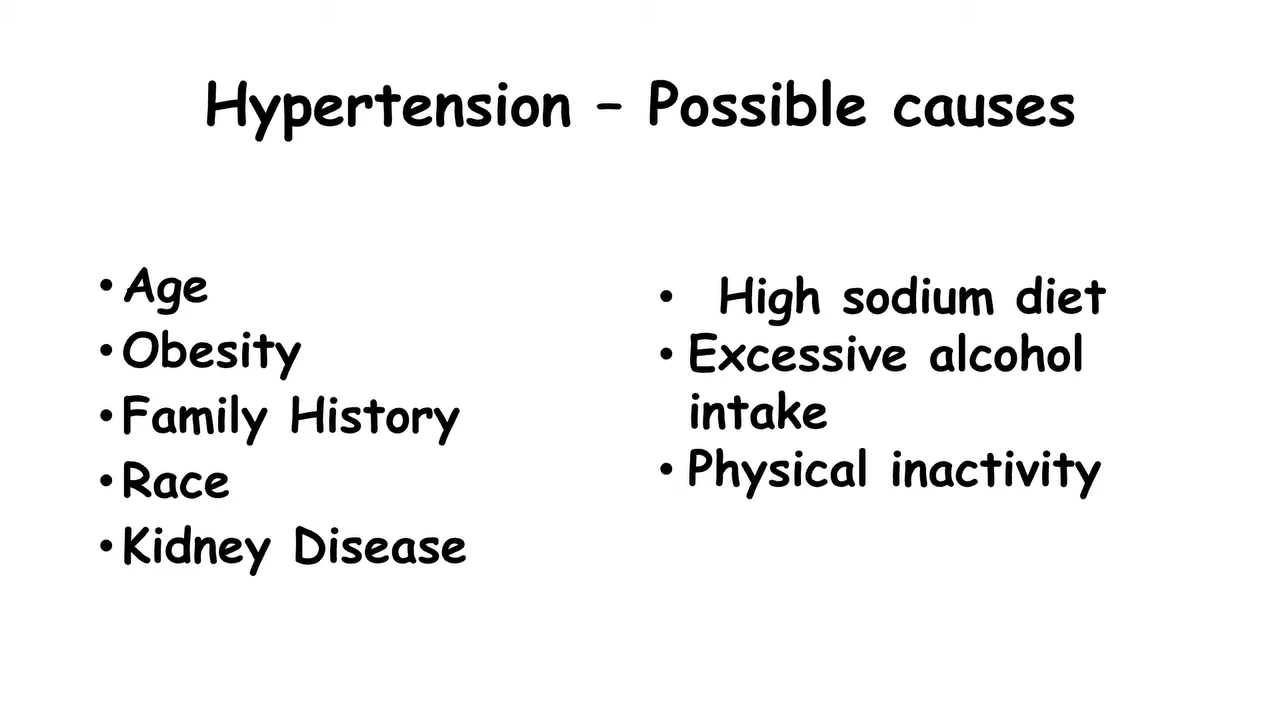 Hypertension – Possible causes
• Age
• Obesity
• Family History
• Race
• Kidney Disease
• High sodium diet
• Excessive alcohol
intake
• Physical inactivity